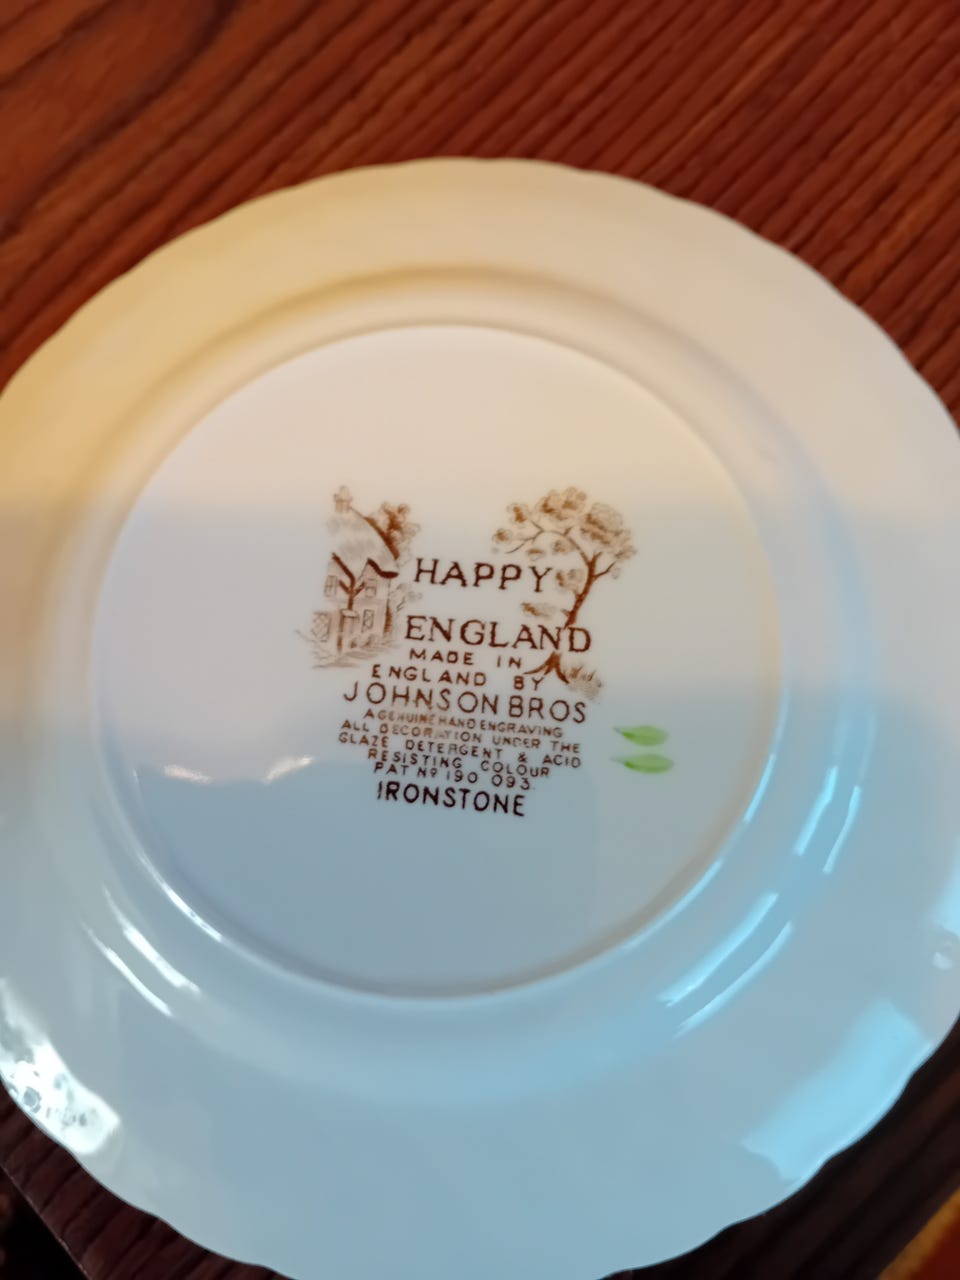 HAPPY
ENGLAND
MADE IN
ENGLAND BY
JOHNSON BROS
A GENUINE HAND ENGRAVING
ALL DECORATION UNDER THE
GLAZE DETERGENT & ACID
RESISTING COLOUR
PAT Nº 190 093.
IRONSTONE